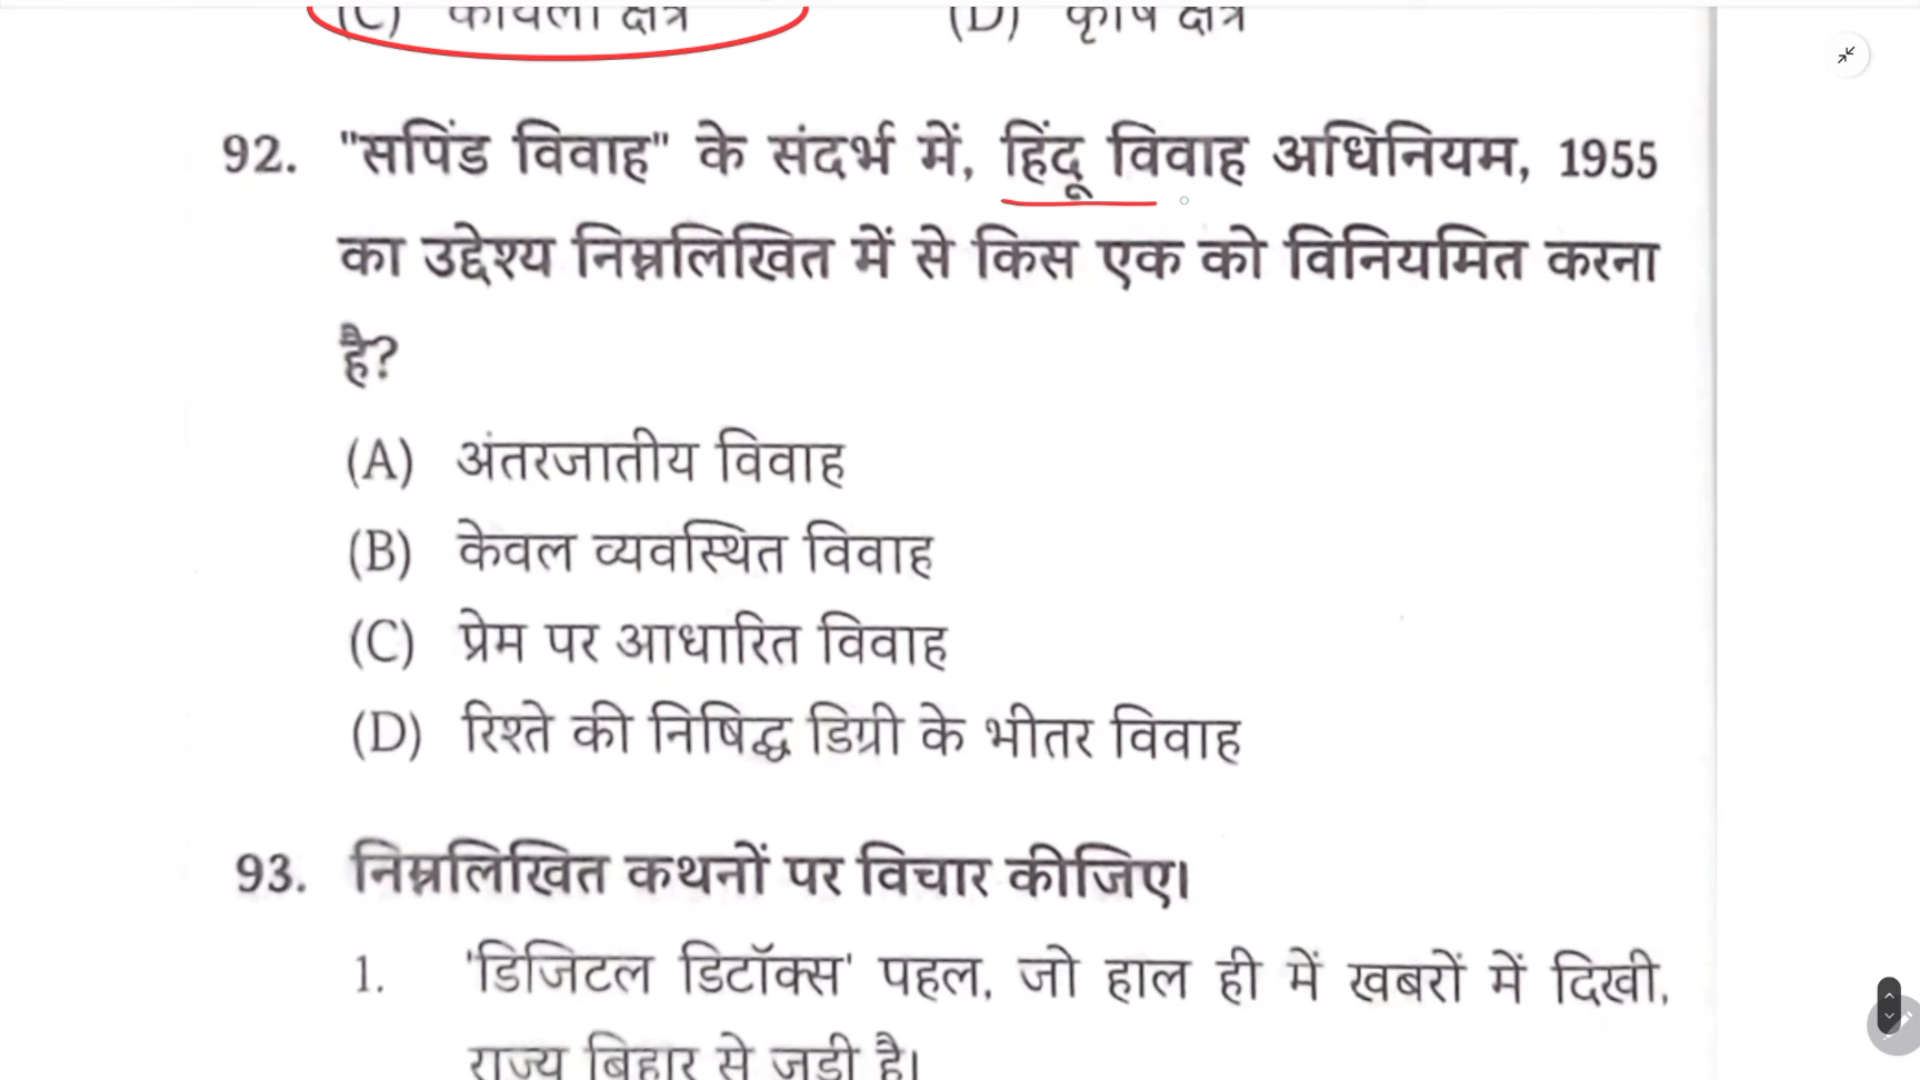 (C) कोयला क्षेत्र (D) कृषि क्षेत्र
92. "सपिंड विवाह" के संदर्भ में, हिंदू विवाह अधिनियम, 1955
का उद्देश्य निम्नलिखित में से किस एक को विनियमित करना
है?
(A) अंतरजातीय विवाह
(B) केवल व्यवस्थित विवाह
(C) प्रेम पर आधारित विवाह
(D) रिश्ते की निषिद्ध डिग्री के भीतर विवाह
93. निम्नलिखित कथनों पर विचार कीजिए।
1. 'डिजिटल डिटॉक्स' पहल, जो हाल ही में खबरों में दिखी,
राज्य बिहार से जुड़ी है।